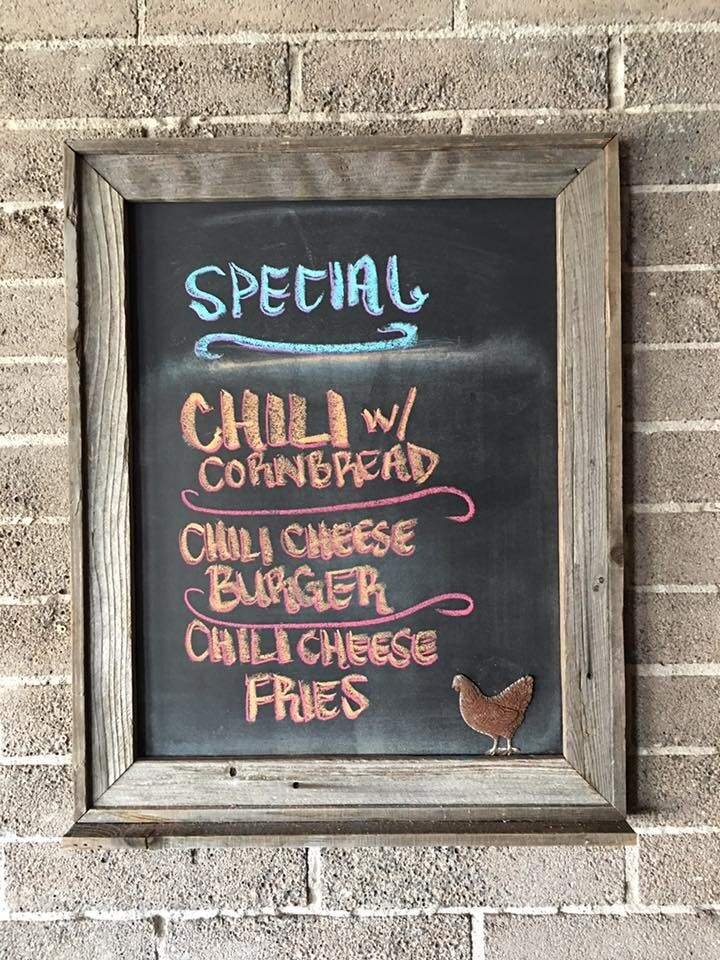 SPECIAL
CHILI w/
CORNBREAD
CHILI CHEESE
BURGER
CHILI CHEESE
FRIES